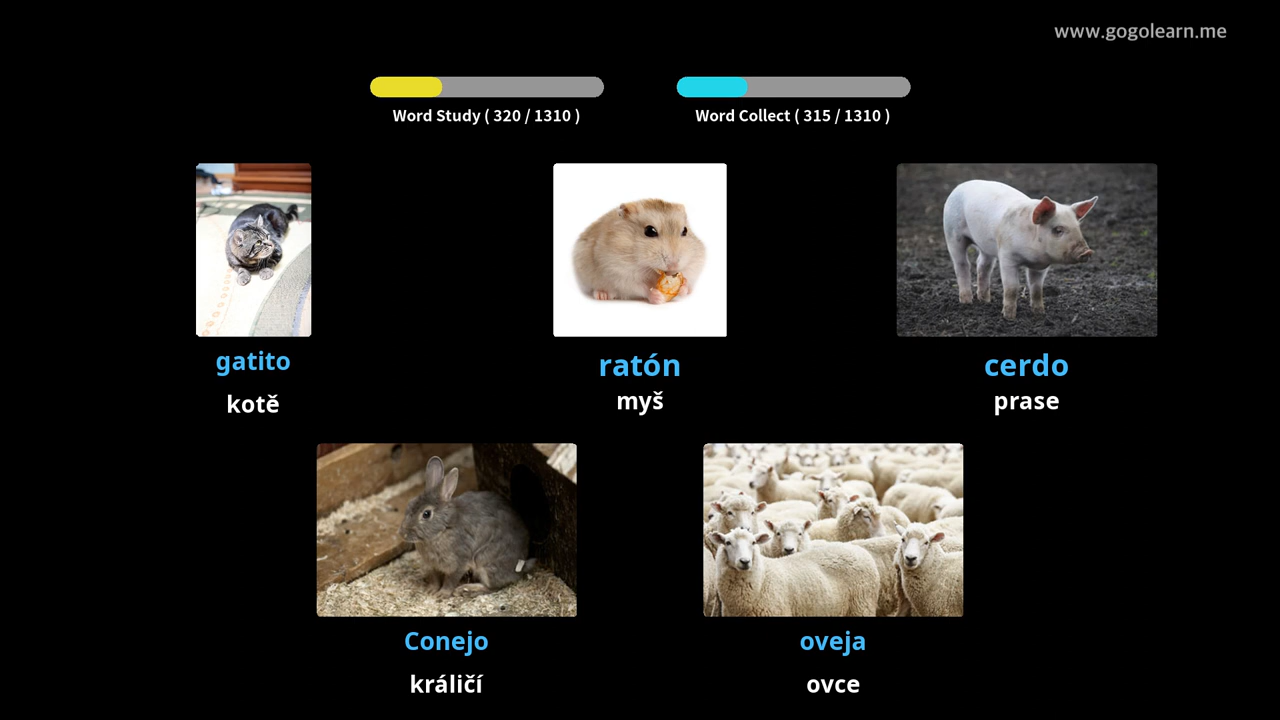 www.gogolearn.me
Word Study ( 320 / 1310 )
Word Collect ( 315 / 1310 )
gatito
kotě
ratón
myš
cerdo
prase
Conejo
králičí
oveja
ovce